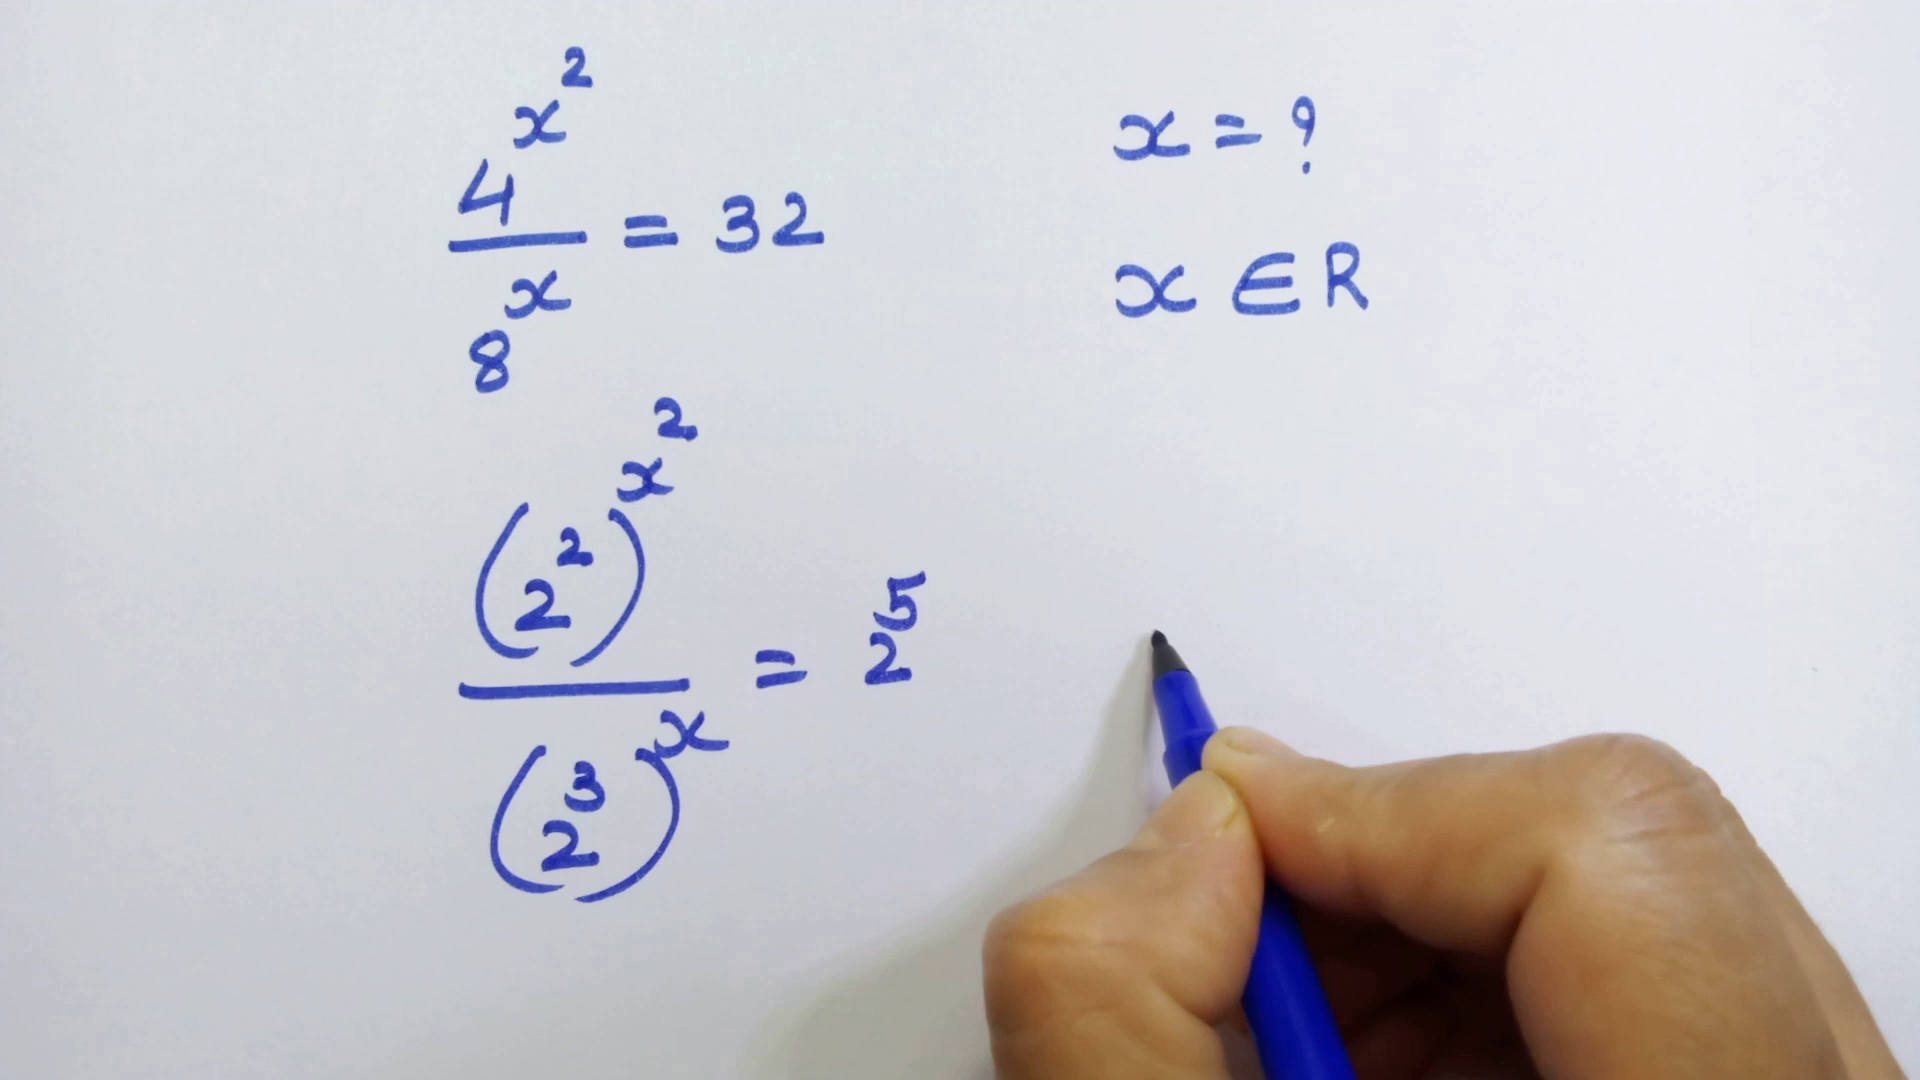 4^x^2 / 8^x = 32
x = ?
x ∈ R
(2^2)^x^2 / (2^3)^x = 2^5